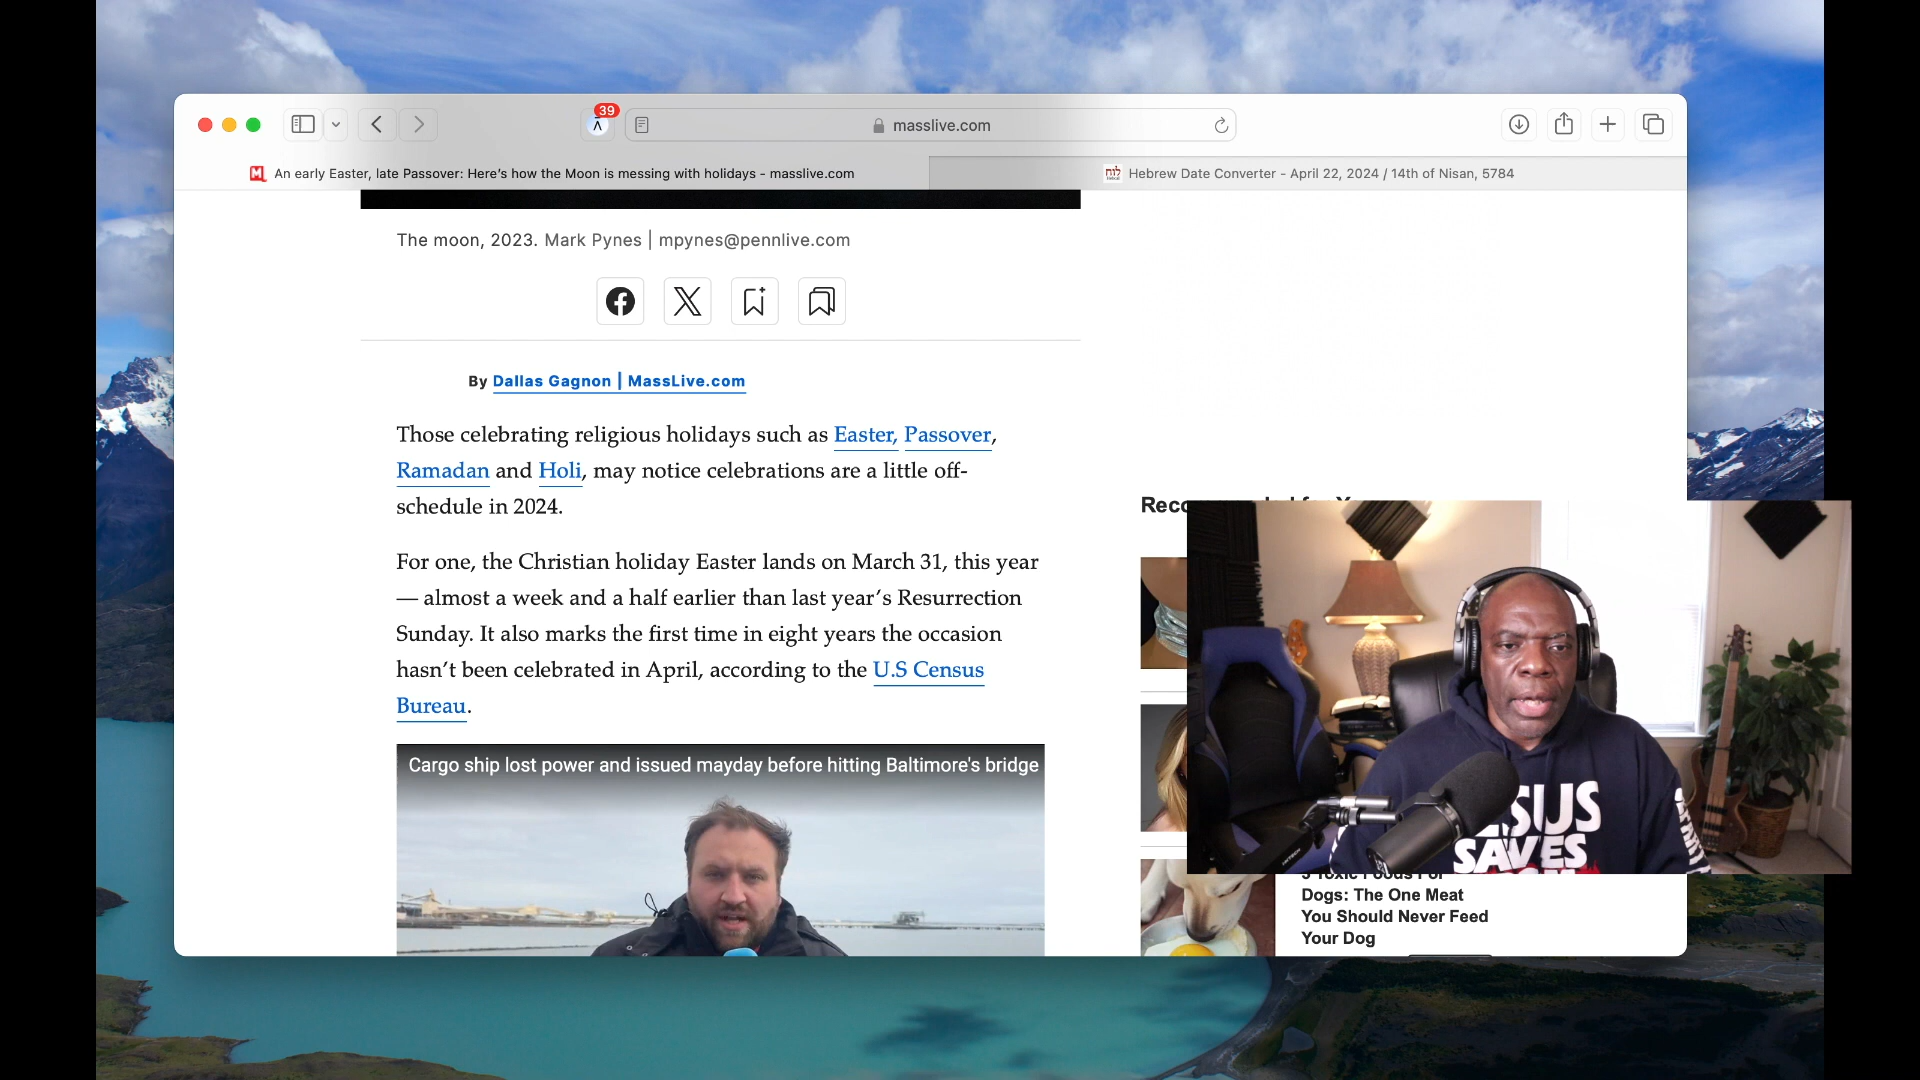 39
masslive.com
An early Easter, late Passover: Here's how the Moon is messing with holidays - masslive.com
Hebrew Date Converter - April 22, 2024 / 14th of Nisan, 5784
The moon, 2023. Mark Pynes | mpynes@pennlive.com
By Dallas Gagnon | MassLive.com
Those celebrating religious holidays such as Easter, Passover,
Ramadan and Holi, may notice celebrations are a little off-
schedule in 2024.
For one, the Christian holiday Easter lands on March 31, this year
— almost a week and a half earlier than last year's Resurrection
Sunday. It also marks the first time in eight years the occasion
hasn't been celebrated in April, according to the U.S Census
Bureau.
Cargo ship lost power and issued mayday before hitting Baltimore's bridge
SAVES
Dogs: The One Meat
You Should Never Feed
Your Dog